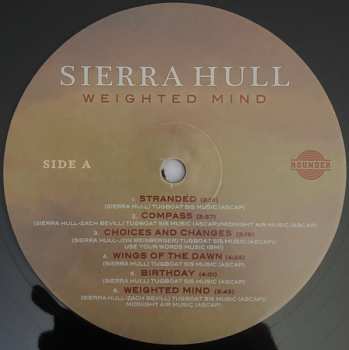 SIERRA HULL
WEIGHTED MIND
SIDE A
ROUNDER
1. STRANDED
(SIERRA HULL) TUGBOAT SIS MUSIC (ASCAP)
2. COMPASS (3:57)
(SIERRA HULL-ZACH BEVILL) TUGBOAT SIS MUSIC (ASCAP)/MIDNIGHT AIR MUSIC (ASCAP)
3. CHOICES AND CHANGES
(SIERRA HULL-JON WEISBERGER) TUGBOAT SIS MUSIC (ASCAP)/
USE YOUR WORDS MUSIC (BMI)
4. WINGS OF THE DAWN
(SIERRA HULL) TUGBOAT SIS MUSIC (ASCAP)
5. BIRTHDAY
(SIERRA HULL) TUGBOAT SIS MUSIC (ASCAP)
6. WEIGHTED MIND
(SIERRA HULL-ZACH BEVILL) TUGBOAT SIS MUSIC (ASCAP)/
MIDNIGHT AIR MUSIC (ASCAP)